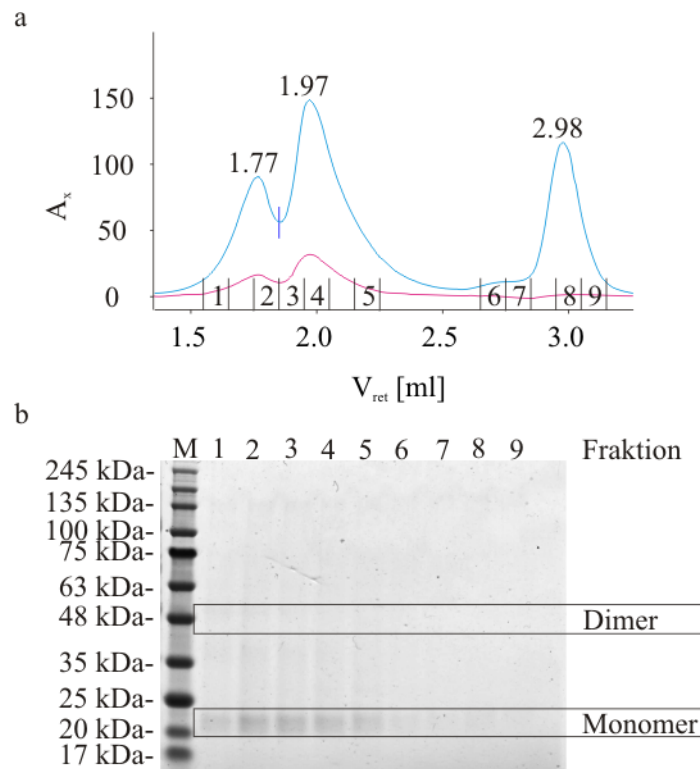 a
1.97
150
2.98
1.77
100
Aₓ
50
0
1 2 3 4 5 6 7 8 9
1.5 2.0 2.5 3.0
V_ret [ml]
b
M 1 2 3 4 5 6 7 8 9 Fraktion
245 kDa-
135 kDa-
100 kDa-
75 kDa-
63 kDa-
48 kDa- Dimer
35 kDa-
25 kDa-
20 kDa- Monomer
17 kDa-